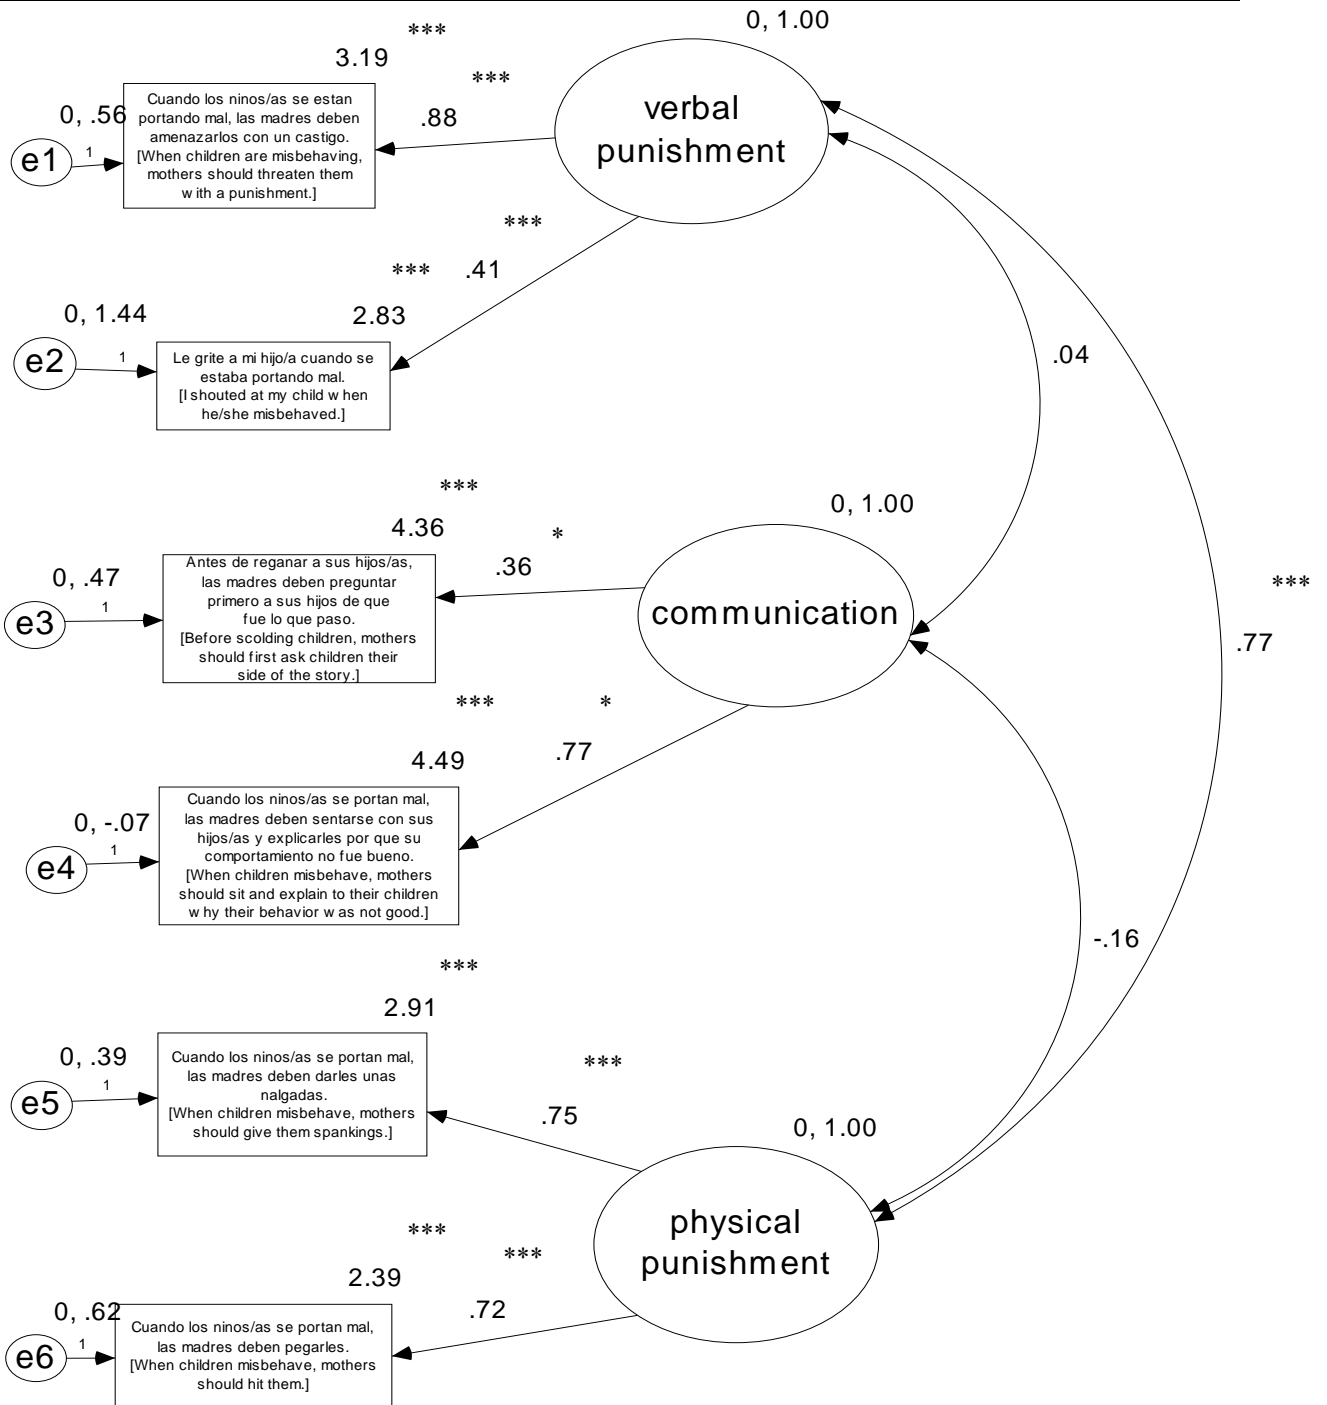 0, 1.00
***
3.19
***
.88
0, .56
e1
1
Cuando los ninos/as se estan
portando mal, las madres deben
amenazarlos con un castigo.
[When children are misbehaving,
mothers should threaten them
with a punishment.]
verbal
punishment
***
.41
***
2.83
0, 1.44
e2
1
Le grite a mi hijo/a cuando se
estaba portando mal.
[I shouted at my child when
he/she misbehaved.]
.04
***
4.36
*
.36
0, 1.00
0, .47
e3
1
Antes de reganar a sus hijos/as,
las madres deben preguntar
primero a sus hijos de que
fue lo que paso.
[Before scolding children, mothers
should first ask children their
side of the story.]
communication
***
.77
***
4.49
*
.77
0, -.07
e4
1
Cuando los ninos/as se portan mal,
las madres deben sentarse con sus
hijos/as y explicarles por que su
comportamiento no fue bueno.
[When children misbehave, mothers
should sit and explain to their children
why their behavior was not good.]
-.16
***
2.91
***
.75
0, .39
e5
1
Cuando los ninos/as se portan mal,
las madres deben darles unas
nalgadas.
[When children misbehave, mothers
should give them spankings.]
0, 1.00
physical
punishment
***
2.39
***
.72
0, .62
e6
1
Cuando los ninos/as se portan mal,
las madres deben pegarles.
[When children misbehave, mothers
should hit them.]